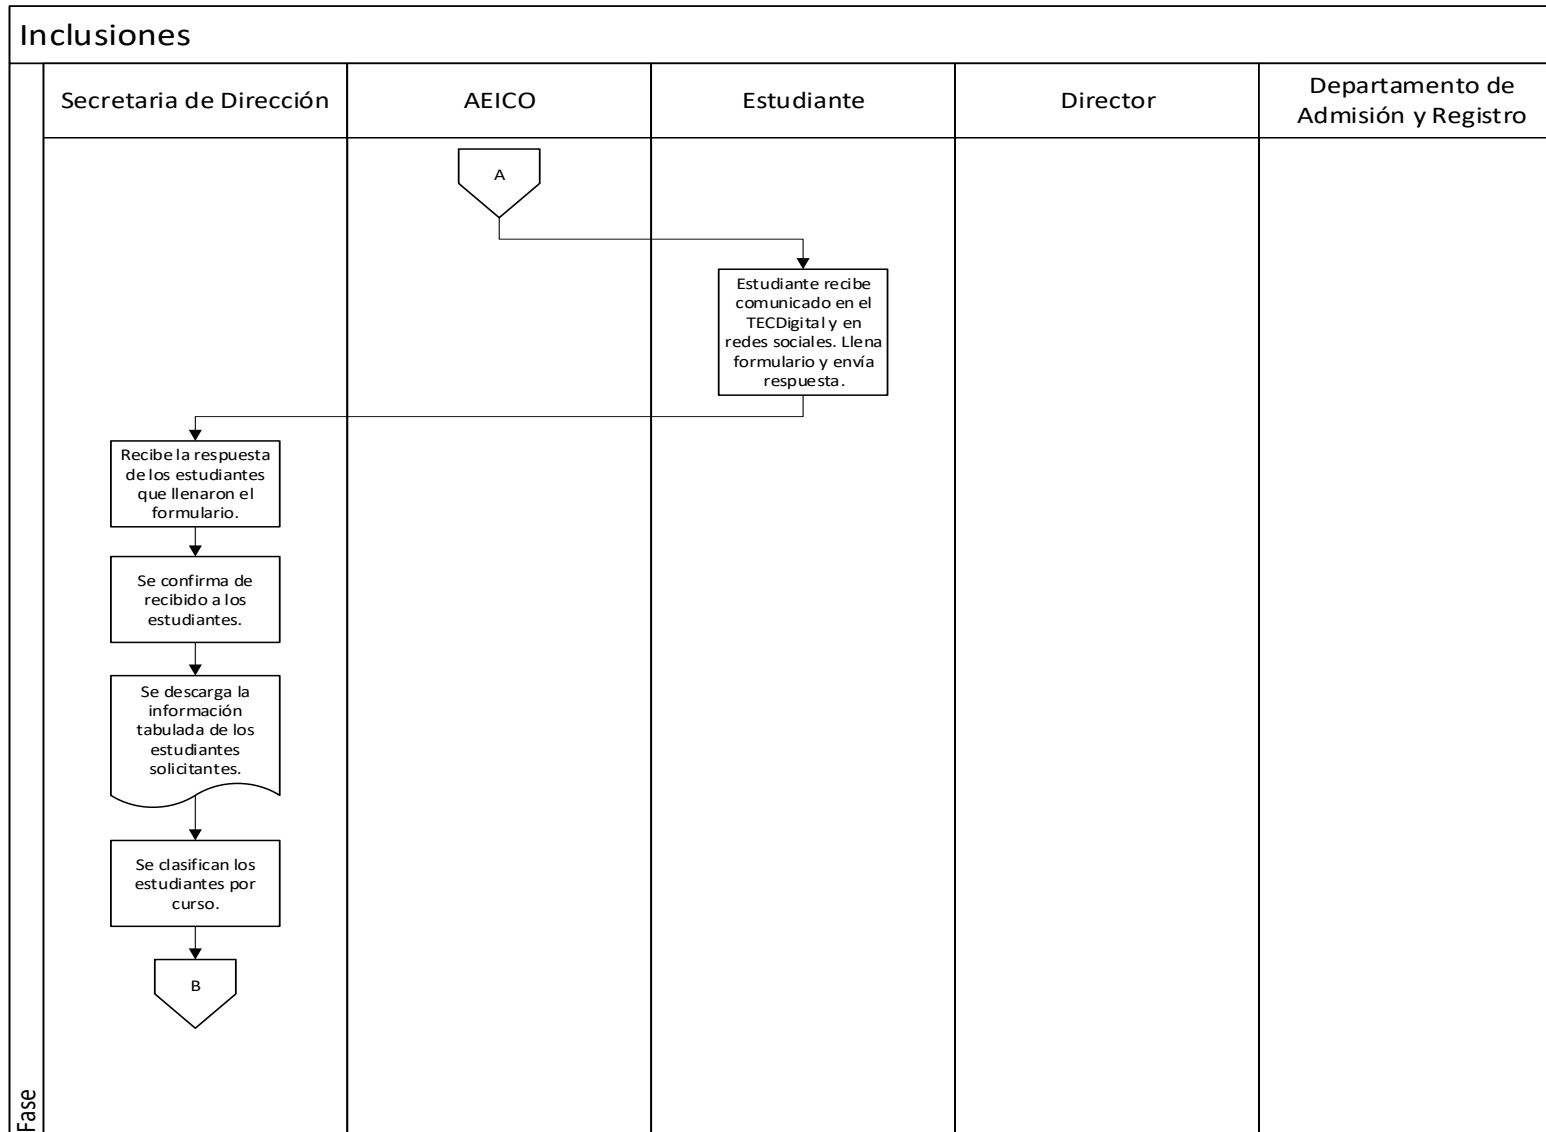 Inclusiones
Secretaria de Dirección
AEICO
Estudiante
Director
Departamento de
Admisión y Registro
A
Estudiante recibe
comunicado en el
TECDigital y en
redes sociales. Llena
formulario y envía
respuesta.
Recibe la respuesta
de los estudiantes
que llenaron el
formulario.
Se confirma de
recibido a los
estudiantes.
Se descarga la
información
tabulada de los
estudiantes
solicitantes.
Se clasifican los
estudiantes por
curso.
B
Fase